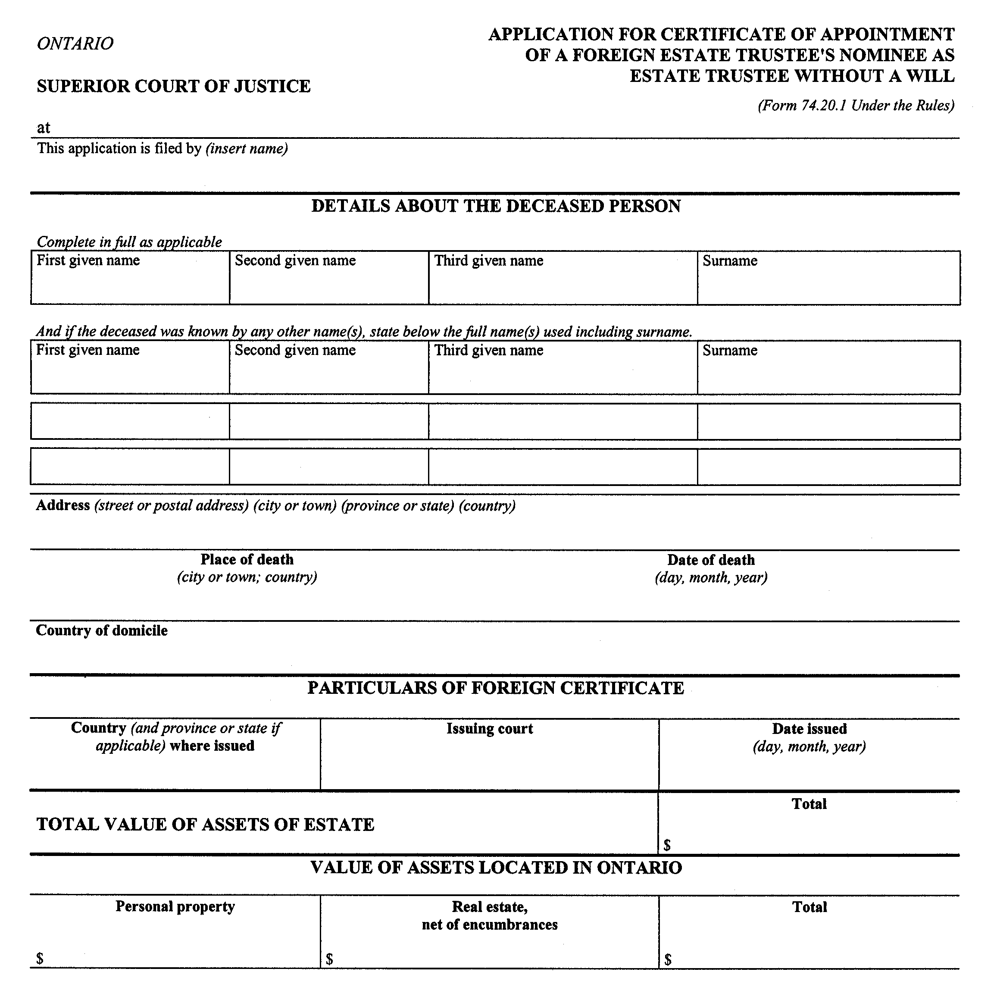 ONTARIO
APPLICATION FOR CERTIFICATE OF APPOINTMENT
OF A FOREIGN ESTATE TRUSTEE'S NOMINEE AS
ESTATE TRUSTEE WITHOUT A WILL
SUPERIOR COURT OF JUSTICE
(Form 74.20.1 Under the Rules)
at
This application is filed by (insert name)
DETAILS ABOUT THE DECEASED PERSON
Complete in full as applicable
First given name Second given name Third given name Surname
And if the deceased was known by any other name(s), state below the full name(s) used including surname.
First given name Second given name Third given name Surname
Address (street or postal address) (city or town) (province or state) (country)
Place of death Date of death
(city or town; country) (day, month, year)
Country of domicile
PARTICULARS OF FOREIGN CERTIFICATE
Country (and province or state if Issuing court Date issued
applicable) where issued (day, month, year)
Total
TOTAL VALUE OF ASSETS OF ESTATE
$
VALUE OF ASSETS LOCATED IN ONTARIO
Personal property Real estate, Total
net of encumbrances
$ $ $